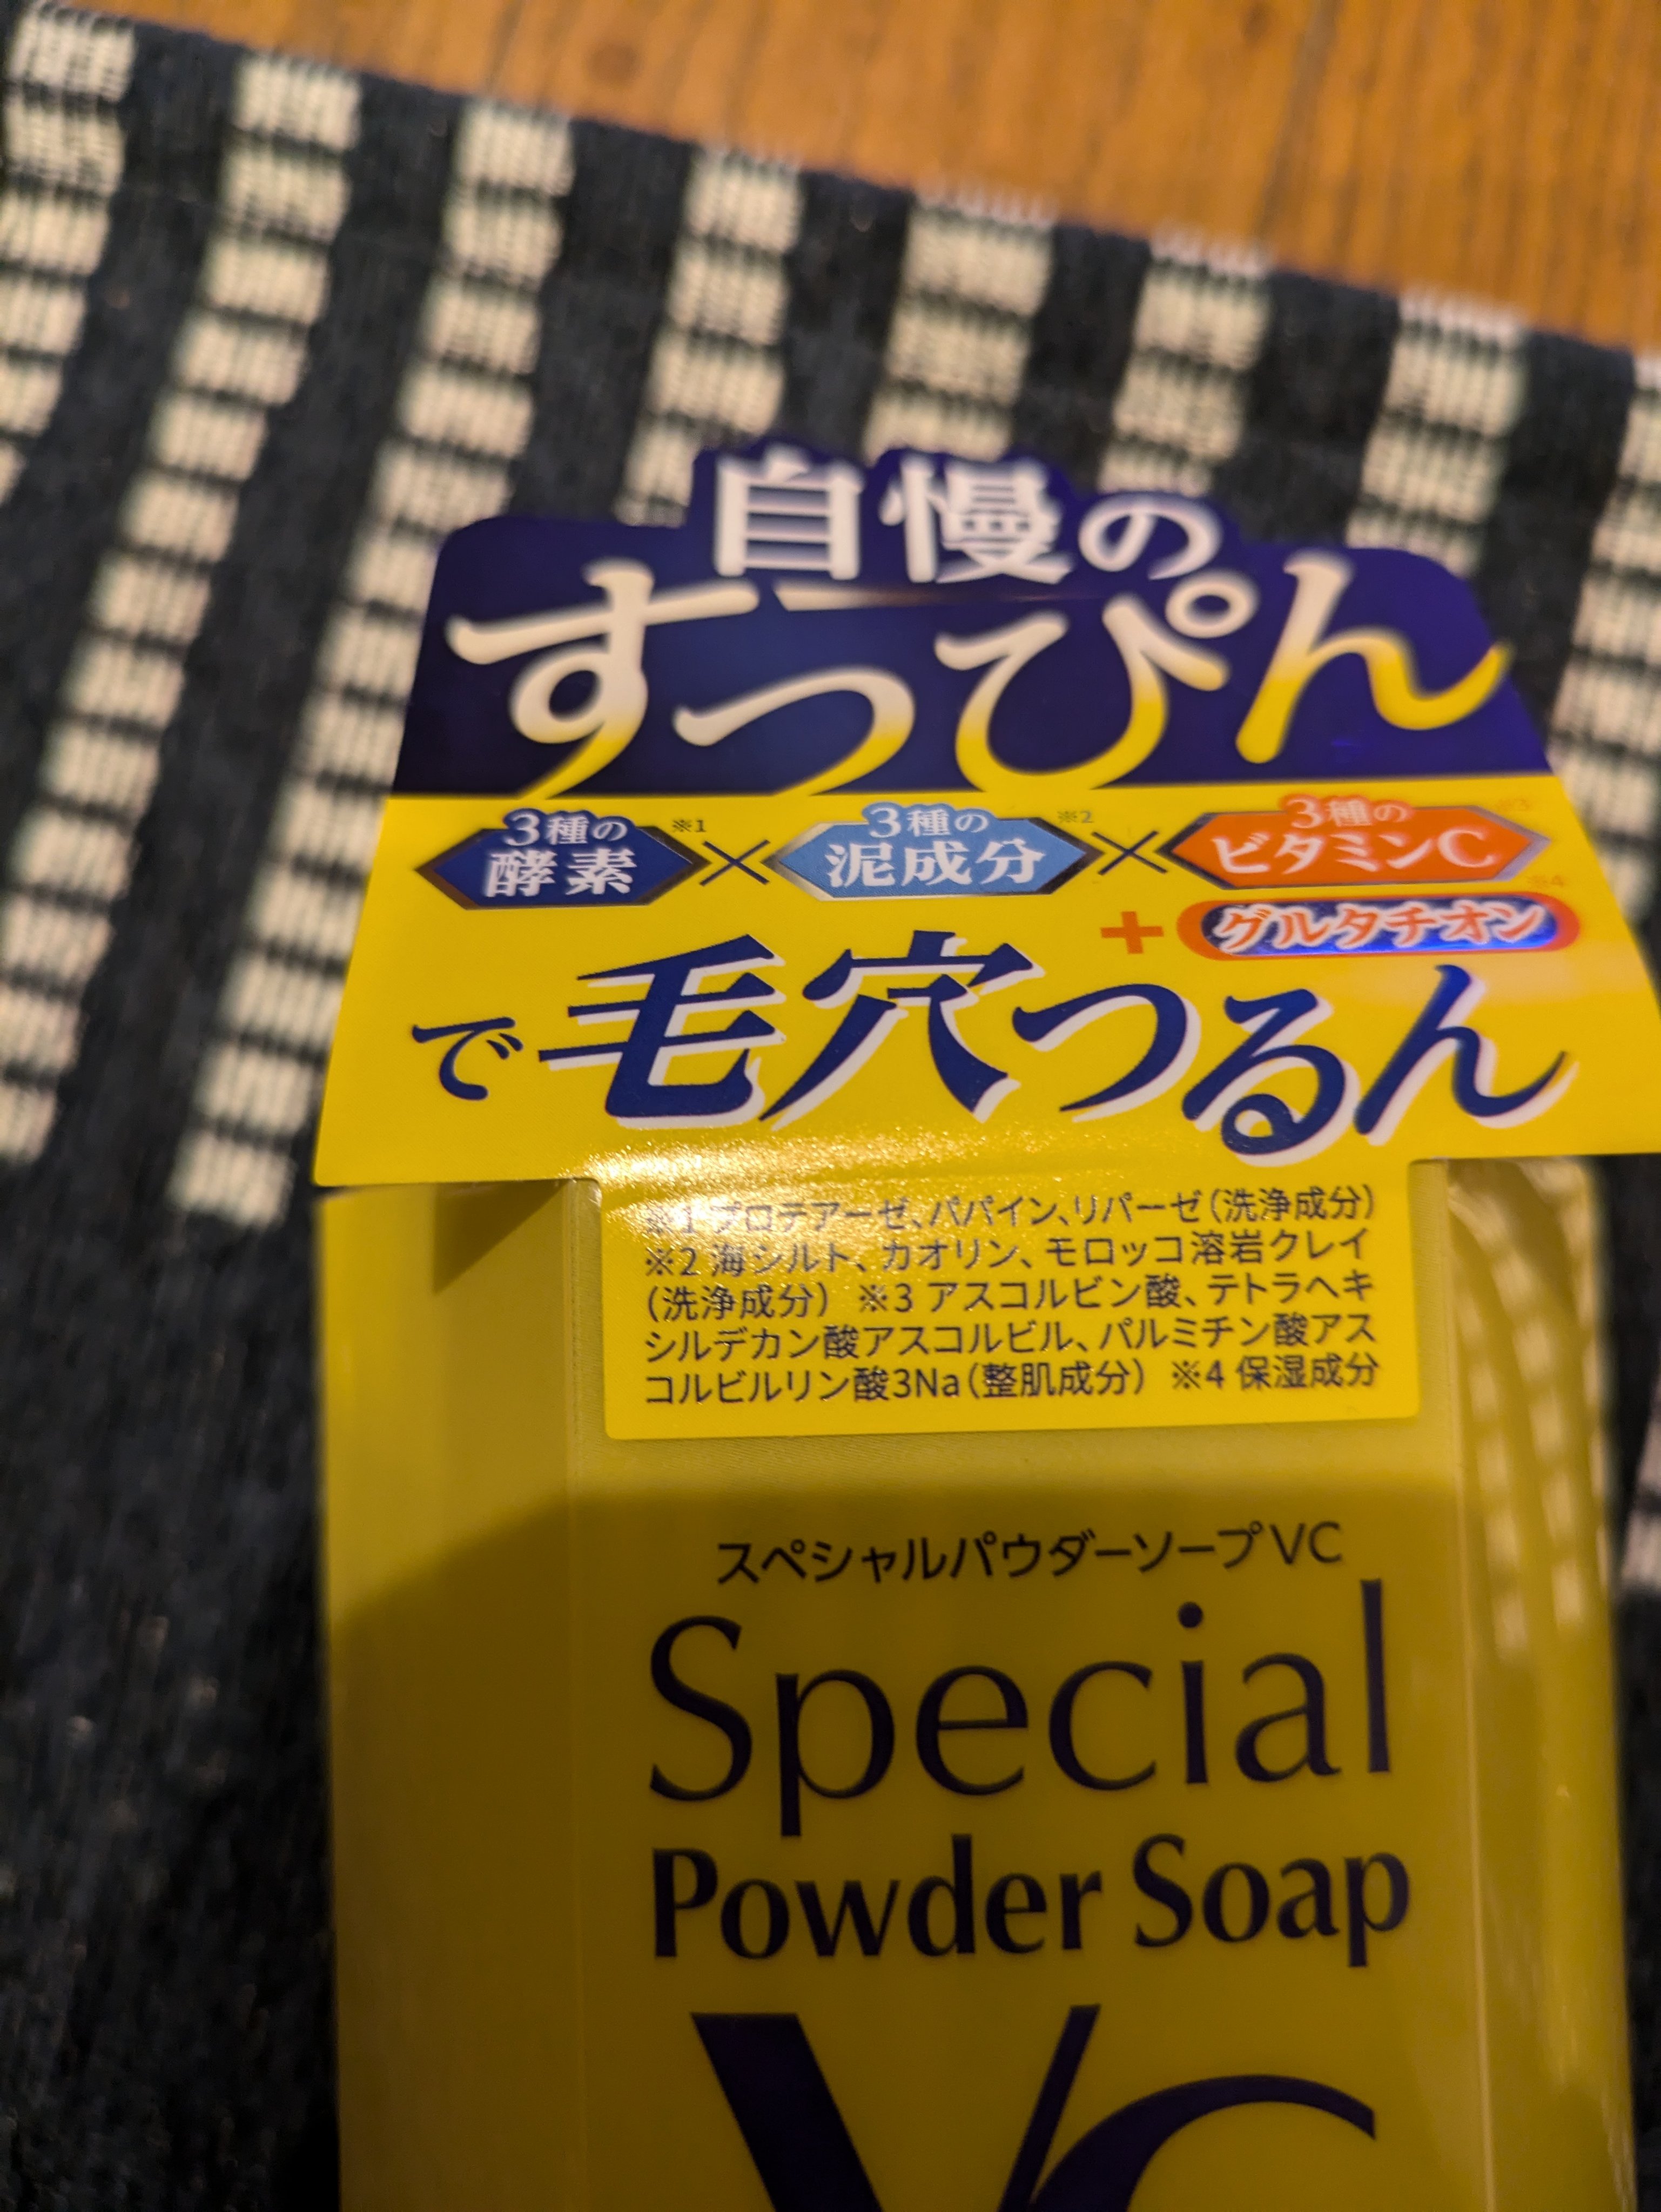 自慢の
すっぴん
3種の酵素※1×3種の泥成分※2×3種のビタミンC※3
+グルタチオン※4
で毛穴つるん
※1 プロテアーゼ、パパイン、リパーゼ(洗浄成分)
※2 海シルト、カオリン、モロッコ溶岩クレイ
(洗浄成分) ※3 アスコルビン酸、テトラヘキ
シルデカン酸アスコルビル、パルミチン酸アス
コルビルリン酸3Na(整肌成分) ※4 保湿成分
スペシャルパウダーソープVC
Special
Powder Soap
VC